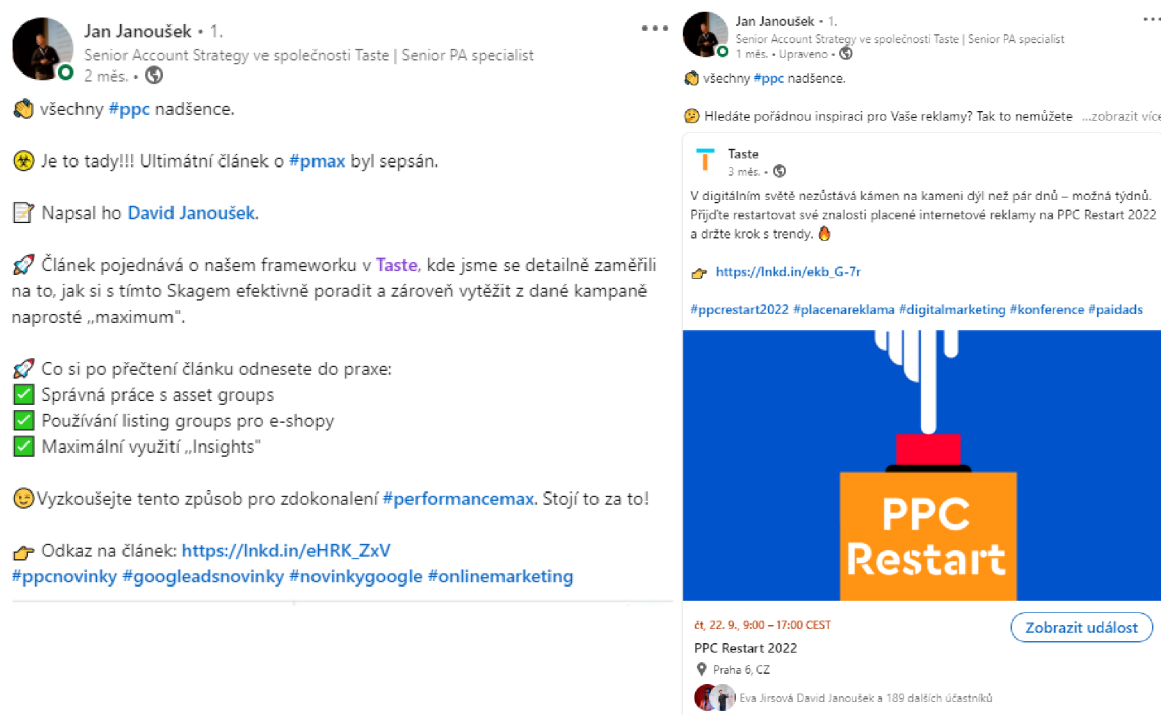 Jan Janoušek • 1.
Senior Account Strategy ve společnosti Taste | Senior PA specialist
2 měs. •
všechny #ppc nadšence.
Je to tady!!! Ultimátní článek o #pmax byl sepsán.
Napsal ho David Janoušek.
Článek pojednává o našem frameworku v Taste, kde jsme se detailně zaměřili
na to, jak si s tímto Skagem efektivně poradit a zároveň vytěžit z dané kampaně
naprosté ,,maximum".
Co si po přečtení článku odnesete do praxe:
Správná práce s asset groups
Používání listing groups pro e-shopy
Maximální využití ,,Insights"
Vyzkoušejte tento způsob pro zdokonalení #performancemax. Stojí to za to!
Odkaz na článek: https://lnkd.in/eHRK_ZxV
#ppcnovinky #googleadsnovinky #novinkygoogle #onlinemarketing
Jan Janoušek • 1.
Senior Account Strategy ve společnosti Taste | Senior PA specialist
1 měs. • Upraveno •
všechny #ppc nadšence.
Hledáte pořádnou inspiraci pro Vaše reklamy? Tak to nemůžete ...zobrazit více
Taste
3 měs. •
V digitálním světě nezůstává kámen na kameni dýl než pár dnů – možná týdnů.
Přijďte restartovat své znalosti placené internetové reklamy na PPC Restart 2022
a držte krok s trendy.
https://lnkd.in/ekb_G-7r
#ppcrestart2022 #placenareklama #digitalmarketing #konference #paidads
PPC
Restart
čt, 22. 9., 9:00 – 17:00 CEST
PPC Restart 2022
Praha 6, CZ
Eva Jirsová David Janoušek a 189 dalších účastníků
Zobrazit událost